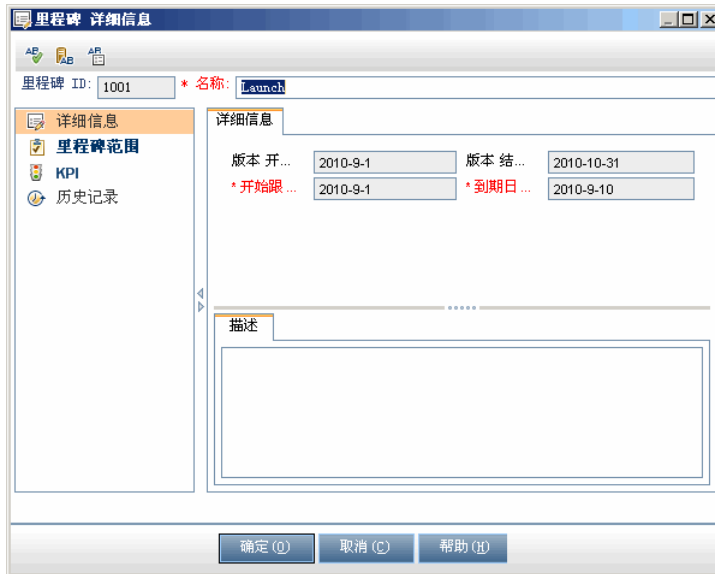 里程碑 详细信息
里程碑 ID: 1001 * 名称: Launch
详细信息
里程碑范围
KPI
历史记录
详细信息
版本 开... 2010-9-1 版本 结... 2010-10-31
*开始跟 ... 2010-9-1 *到期日 ... 2010-9-10
描述
确定(O) 取消(C) 帮助(H)